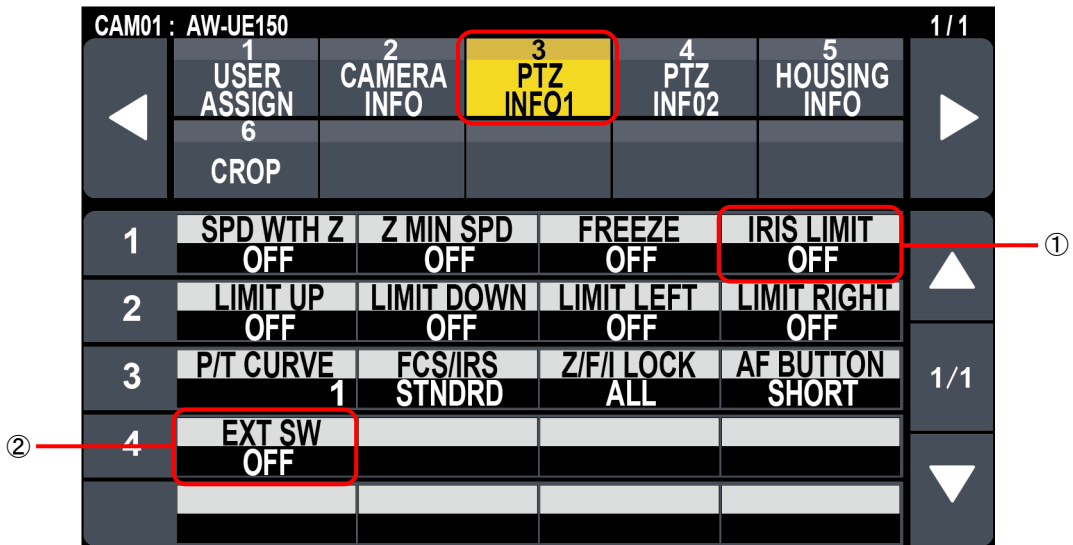 CAM01 : AW-UE150 1 / 1
1 2 3 4 5
USER CAMERA PTZ PTZ HOUSING
ASSIGN INFO INFO1 INF02 INFO
6
CROP
1 SPD WTH Z Z MIN SPD FREEZE IRIS LIMIT ①
OFF OFF OFF OFF
2 LIMIT UP LIMIT DOWN LIMIT LEFT LIMIT RIGHT
OFF OFF OFF OFF
3 P/T CURVE FCS/IRS Z/F/I LOCK AF BUTTON 1/1
1 STNDRD ALL SHORT
② 4 EXT SW
OFF